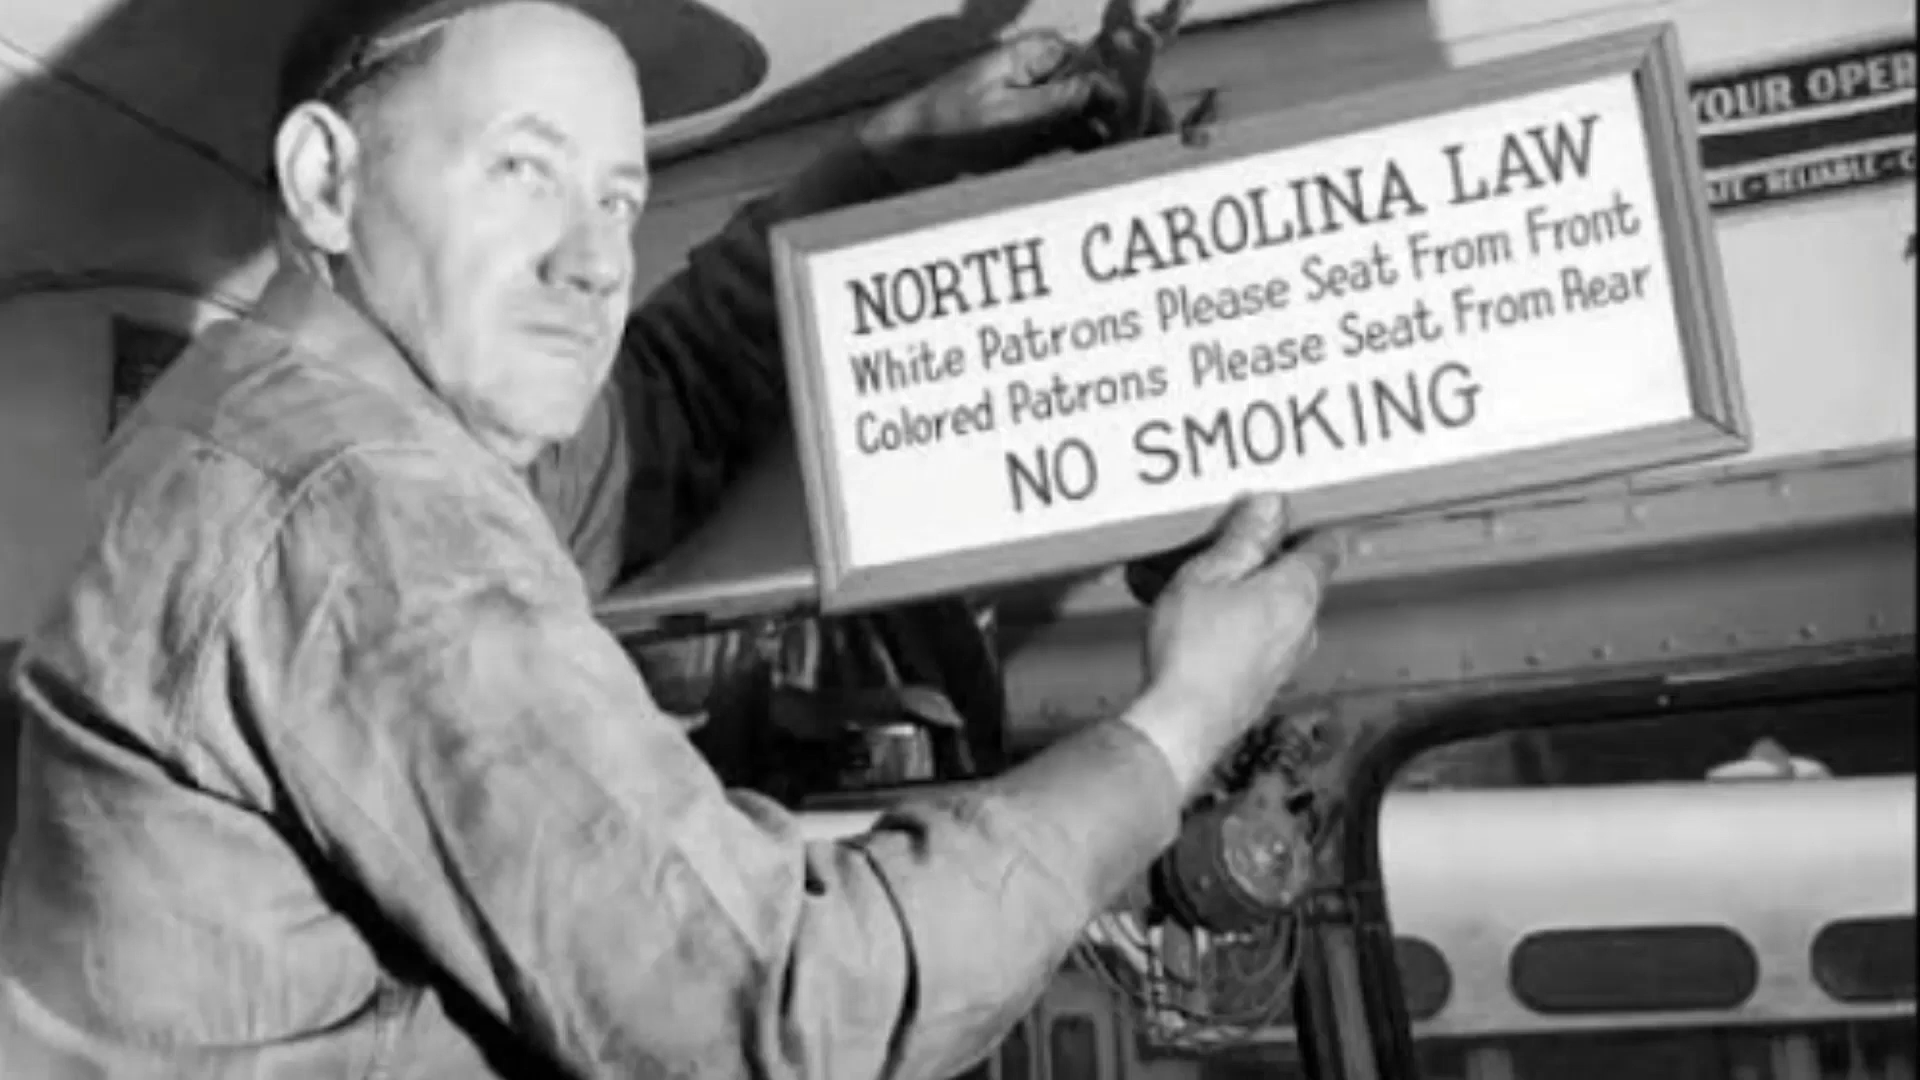 NORTH CAROLINA LAW
White Patrons Please Seat From Front
Colored Patrons Please Seat From Rear
NO SMOKING
YOUR OPER
RELIABLE